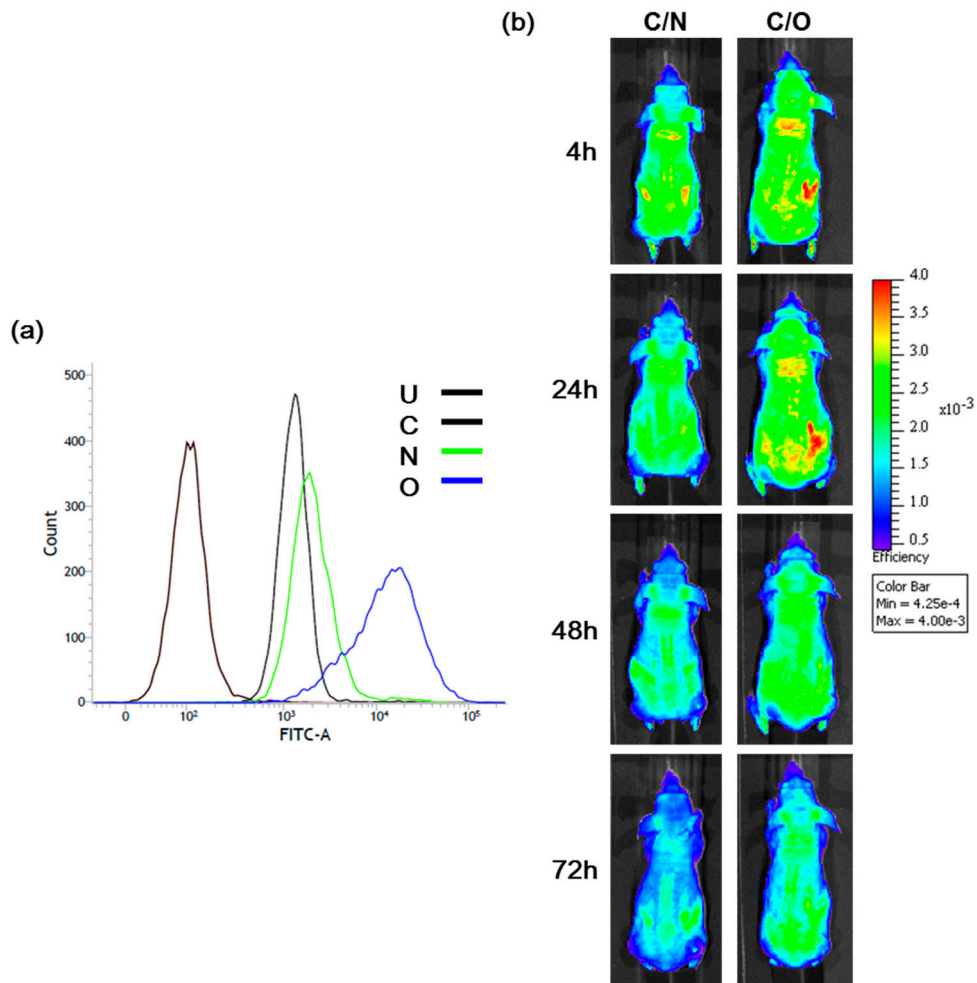 (b)
C/N C/O
4h
24h
48h
72h
4.0
3.5
3.0
2.5
2.0
1.5
1.0
0.5
x10⁻³
Efficiency
Color Bar
Min = 4.25e-4
Max = 4.00e-3
(a)
500
400
300
200
100
0
Count
0 10² 10³ 10⁴ 10⁵
FITC-A
U
C
N
O